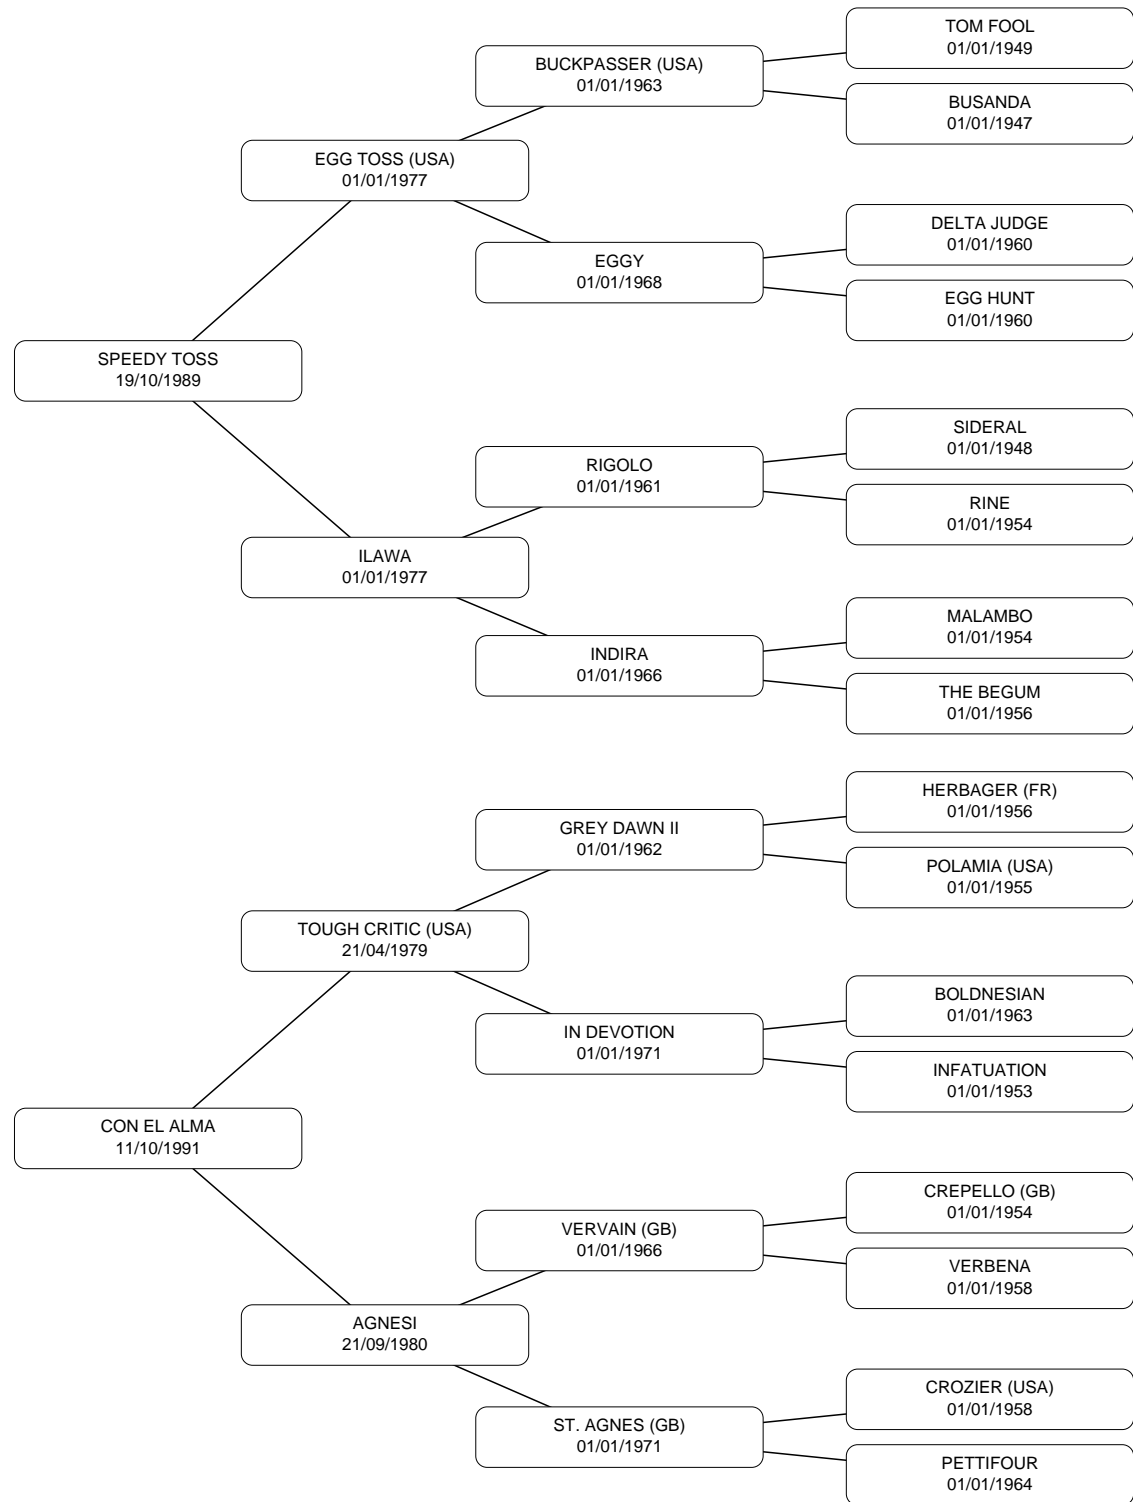 TOM FOOL
01/01/1949
BUCKPASSER (USA)
01/01/1963
BUSANDA
01/01/1947
EGG TOSS (USA)
01/01/1977
DELTA JUDGE
01/01/1960
EGGY
01/01/1968
EGG HUNT
01/01/1960
SPEEDY TOSS
19/10/1989
SIDERAL
01/01/1948
RIGOLO
01/01/1961
RINE
01/01/1954
ILAWA
01/01/1977
MALAMBO
01/01/1954
INDIRA
01/01/1966
THE BEGUM
01/01/1956
HERBAGER (FR)
01/01/1956
GREY DAWN II
01/01/1962
POLAMIA (USA)
01/01/1955
TOUGH CRITIC (USA)
21/04/1979
BOLDNESIAN
01/01/1963
IN DEVOTION
01/01/1971
INFATUATION
01/01/1953
CON EL ALMA
11/10/1991
CREPELLO (GB)
01/01/1954
VERVAIN (GB)
01/01/1966
VERBENA
01/01/1958
AGNESI
21/09/1980
CROZIER (USA)
01/01/1958
ST. AGNES (GB)
01/01/1971
PETTIFOUR
01/01/1964